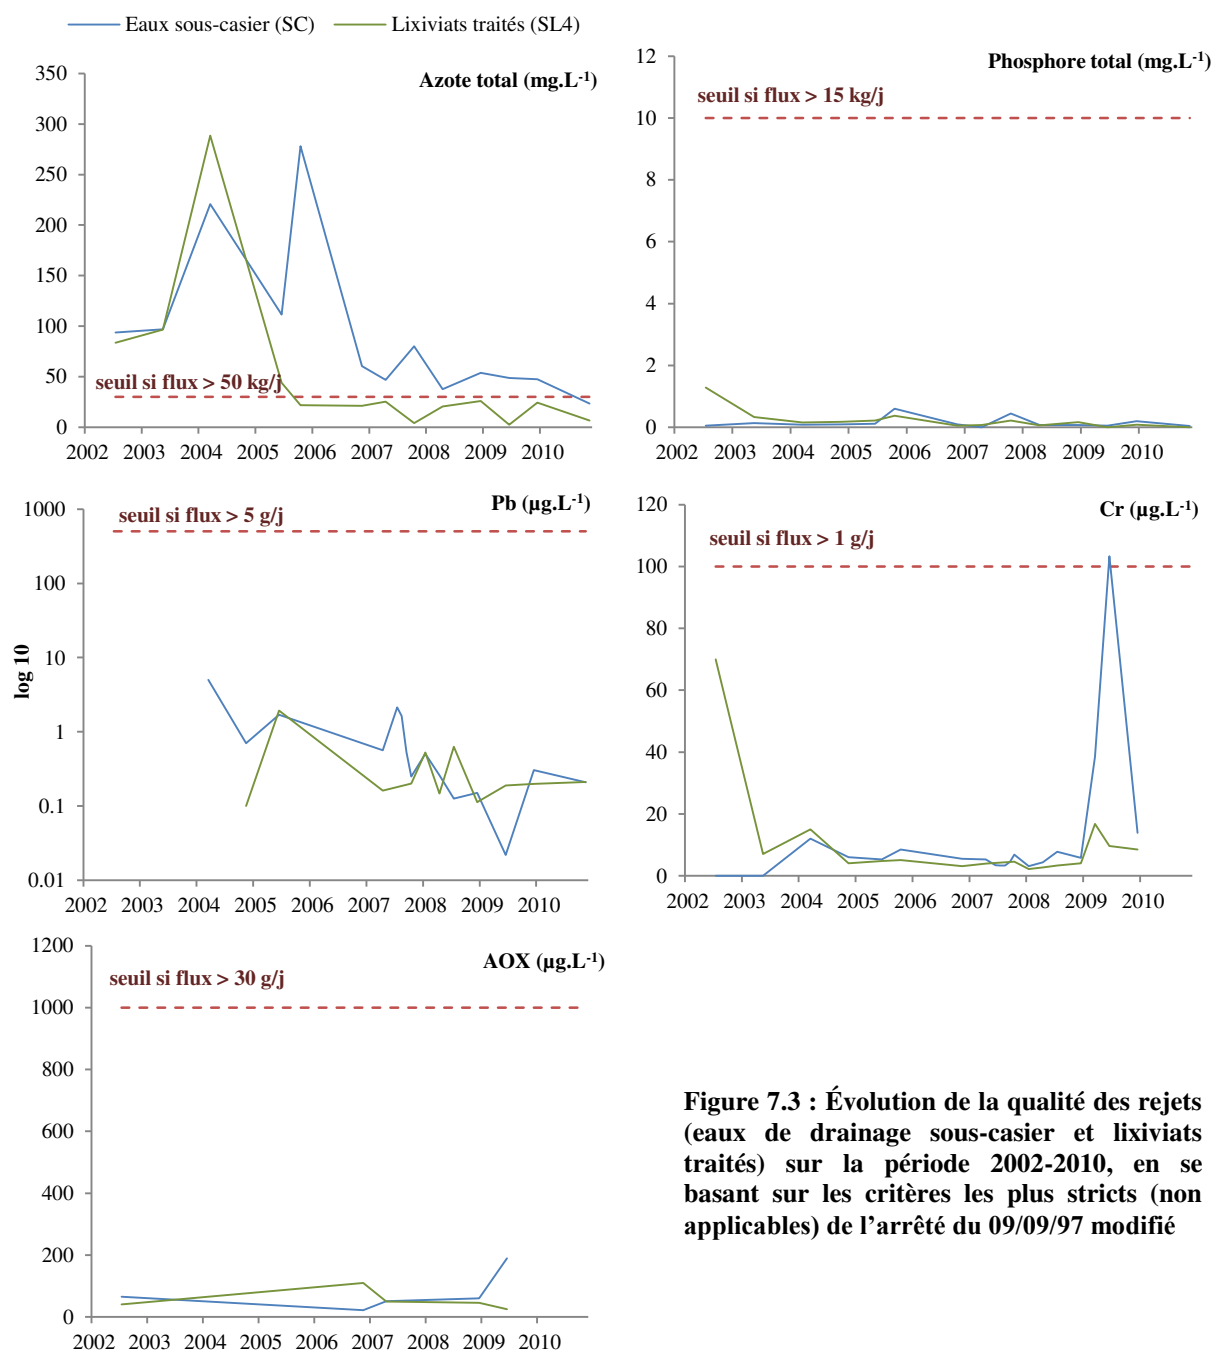 Eaux sous-casier (SC) Lixiviats traités (SL4)
Azote total (mg.L-1)
350
300
250
200
150
100
50
0
seuil si flux > 50 kg/j
2002 2003 2004 2005 2006 2007 2008 2009 2010
Phosphore total (mg.L-1)
12
10
8
6
4
2
0
seuil si flux > 15 kg/j
2002 2003 2004 2005 2006 2007 2008 2009 2010
Pb (µg.L-1)
log 10
1000
100
10
1
0.1
0.01
seuil si flux > 5 g/j
2002 2003 2004 2005 2006 2007 2008 2009 2010
Cr (µg.L-1)
120
100
80
60
40
20
0
seuil si flux > 1 g/j
2002 2003 2004 2005 2006 2007 2008 2009 2010
AOX (µg.L-1)
1200
1000
800
600
400
200
0
seuil si flux > 30 g/j
2002 2003 2004 2005 2006 2007 2008 2009 2010
Figure 7.3 : Évolution de la qualité des rejets
(eaux de drainage sous-casier et lixiviats
traités) sur la période 2002-2010, en se
basant sur les critères les plus stricts (non
applicables) de l'arrêté du 09/09/97 modifié